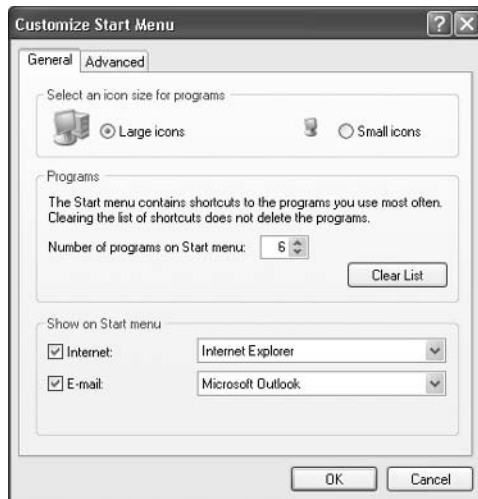 Customize Start Menu
General Advanced
Select an icon size for programs
Large icons Small icons
Programs
The Start menu contains shortcuts to the programs you use most often.
Clearing the list of shortcuts does not delete the programs.
Number of programs on Start menu: 6
Clear List
Show on Start menu
Internet: Internet Explorer
E-mail: Microsoft Outlook
OK Cancel